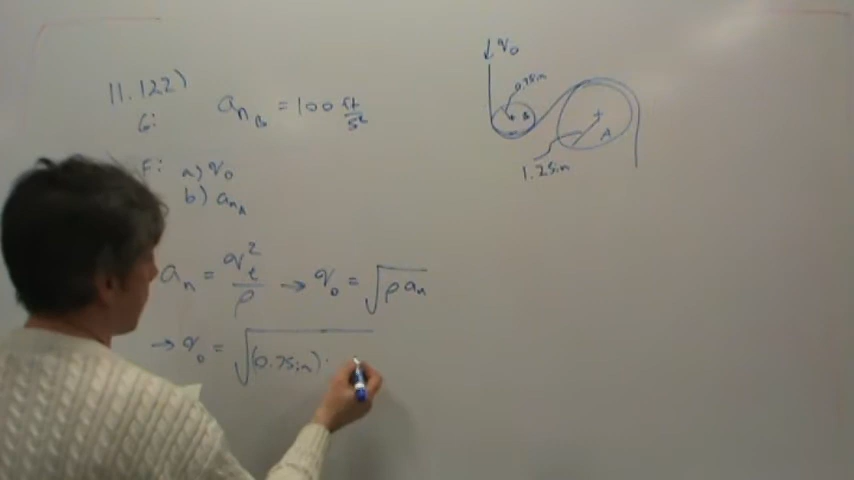 11.122)
G: a_nB = 100 ft/s²
F: a) v₀
b) a_nA
a_n = v_t²/ρ → v₀ = √(ρ a_n)
→ v₀ = √((0.75in) ·
↓ v₀
0.75in
B
A
1.25in